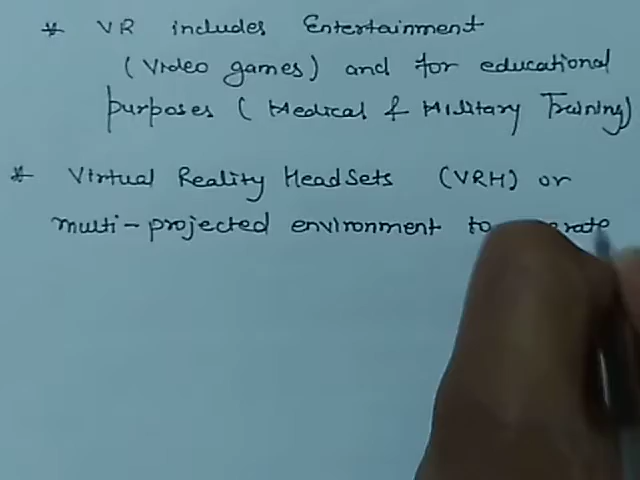 * VR includes Entertainment
(Video games) and for educational
purposes ( Medical & Military Training)
* Virtual Reality Headsets (VRH) or
multi-projected environment to